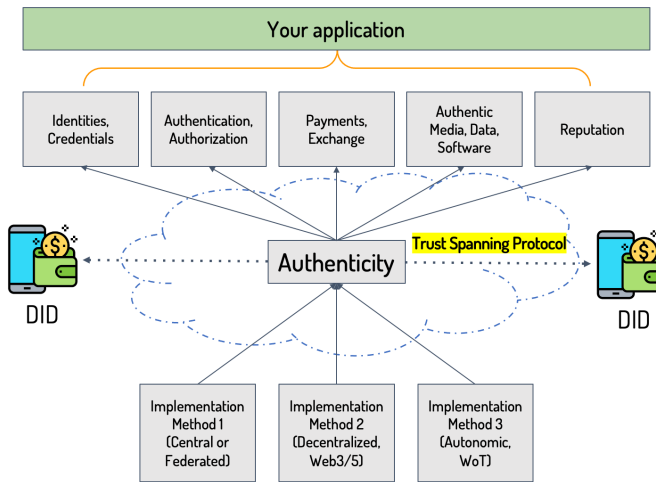 Your application
Identities,
Credentials
Authentication,
Authorization
Payments,
Exchange
Authentic
Media, Data,
Software
Reputation
Trust Spanning Protocol
Authenticity
DID
DID
Implementation
Method 1
(Central or
Federated)
Implementation
Method 2
(Decentralized,
Web3/5)
Implementation
Method 3
(Autonomic,
WoT)